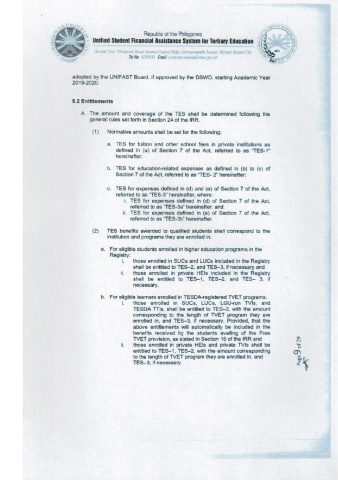 Republic of the Philippines
Unified Student Financial Assistance System for Tertiary Education
adopted by the UNIFAST Board, if approved by the DSWD, starting Academic Year
2019-2020.
5.2 Entitlements
A. The amount and coverage of the TES shall be determined following the
general rules set forth in Section 24 of the IRR.
(1) Normative amounts shall be set for the following:
a. TES for tuition and other school fees in private institutions as
defined in (a) of Section 7 of the Act, referred to as "TES-1"
hereinafter;
b. TES for education-related expenses as defined in (b) to (c) of
Section 7 of the Act, referred to as "TES- 2" hereinafter;
c. TES for expenses defined in (d) and (e) of Section 7 of the Act,
referred to as "TES-3" hereinafter, where:
i. TES for expenses defined in (d) of Section 7 of the Act,
referred to as "TES-3a" hereinafter; and
ii. TES for expenses defined in (e) of Section 7 of the Act,
referred to as "TES-3b" hereinafter.
(2) TES benefits awarded to qualified students shall correspond to the
institution and programs they are enrolled in.
a. For eligible students enrolled in higher education programs in the
Registry:
i. those enrolled in SUCs and LUCs included in the Registry
shall be entitled to TES–2, and TES–3, if necessary and
ii. those enrolled in private HEIs included in the Registry
shall be entitled to TES–1, TES–2, and TES– 3, if
necessary.
b. For eligible learners enrolled in TESDA-registered TVET programs:
i. those enrolled in SUCs, LUCs, LGU-run TVIs, and
TESDA TTIs, shall be entitled to TES–2, with the amount
corresponding to the length of TVET program they are
enrolled in, and TES–3, if necessary. Provided, that the
above entitlements will automatically be included in the
benefits received by the students availing of the Free
TVET provision, as stated in Section 16 of the IRR and
ii. those enrolled in private HEIs and private TVIs shall be
entitled to TES–1, TES–2, with the amount corresponding
to the length of TVET program they are enrolled in, and
TES–3, if necessary.